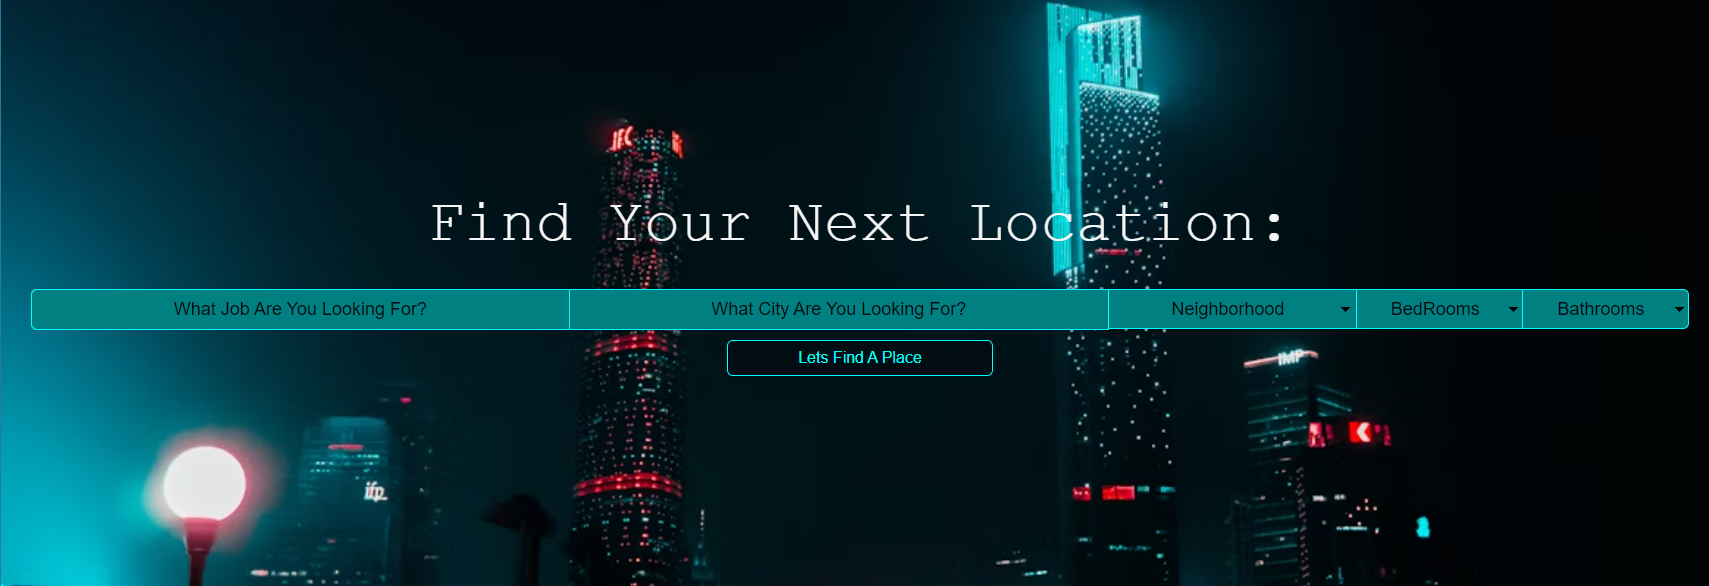 IFC
Find Your Next Location:
What Job Are You Looking For? What City Are You Looking For? Neighborhood BedRooms Bathrooms
Lets Find A Place
IMP
ifp